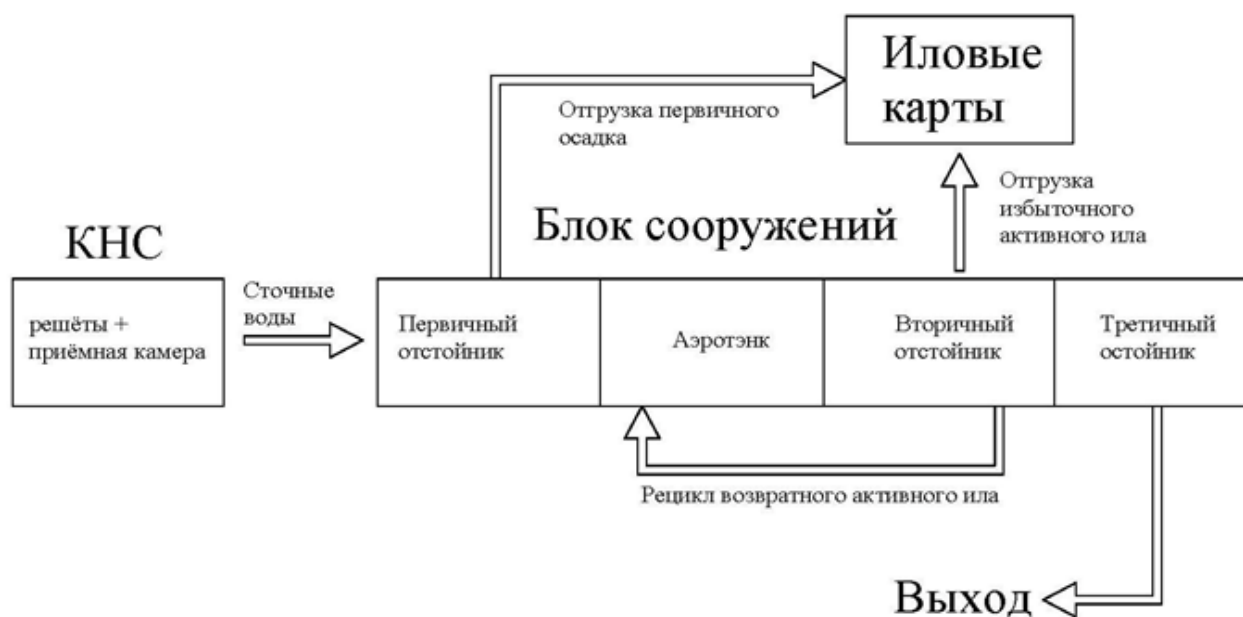 Иловые
карты
Отгрузка первичного
осадка
Отгрузка
избыточного
активного ила
Блок сооружений
КНС
Сточные
воды
решёты +
приёмная камера
Первичный
отстойник
Аэротэнк
Вторичный
отстойник
Третичный
остойник
Рецикл возвратного активного ила
Выход